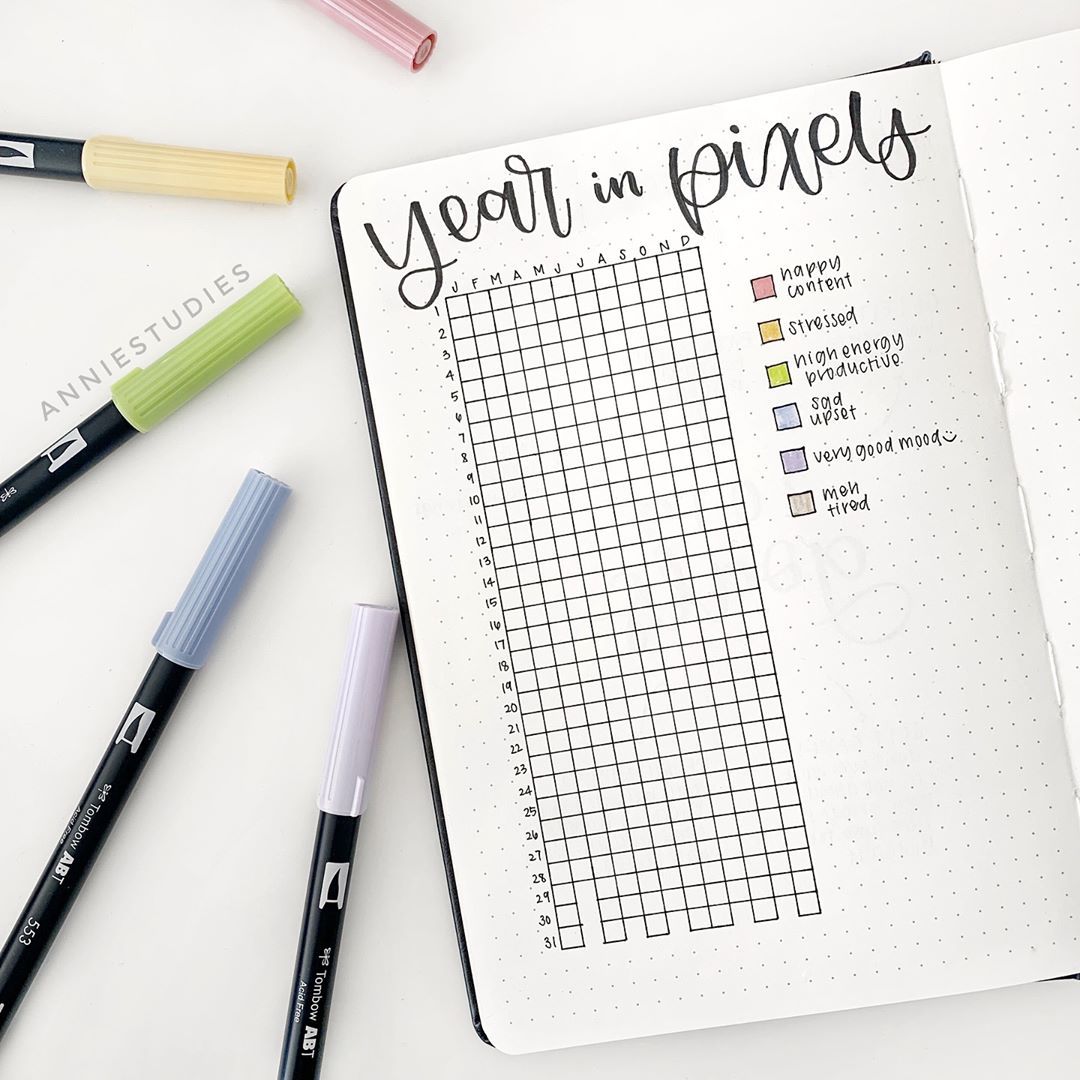 year in pixels
J F M A M J J A S O N D
1
2
3
4
5
6
7
8
9
10
11
12
13
14
15
16
17
18
19
20
21
22
23
24
25
26
27
28
29
30
31
happy
content
stressed
high energy
productive
sad
upset
very good mood
meh
tired
ANNIESTUDIES
Tombow ABT
Acid Free
553
Tombow ABT
Acid Free